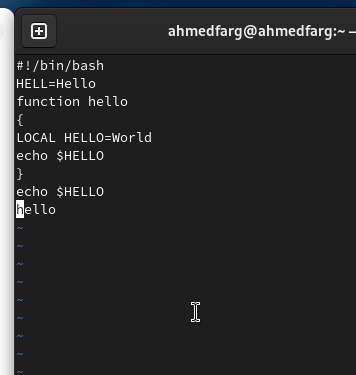 ahmedfarg@ahmedfarg:~ —
#!/bin/bash
HELL=Hello
function hello
{
LOCAL HELLO=World
echo $HELLO
}
echo $HELLO
hello
~
~
~
~
~
~
~
~
~